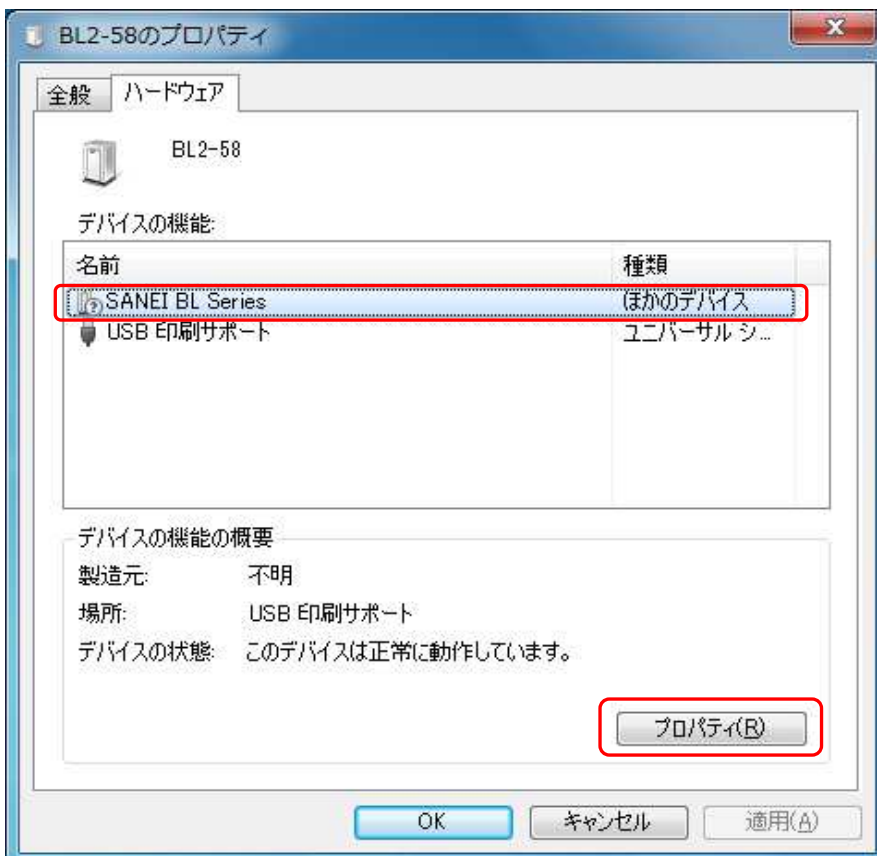 BL2-58のプロパティ
全般 ハードウェア
BL2-58
デバイスの機能:
名前 種類
SANEI BL Series ほかのデバイス
USB 印刷サポート ユニバーサル シ...
デバイスの機能の概要
製造元: 不明
場所: USB 印刷サポート
デバイスの状態: このデバイスは正常に動作しています。
プロパティ(R)
OK キャンセル 適用(A)